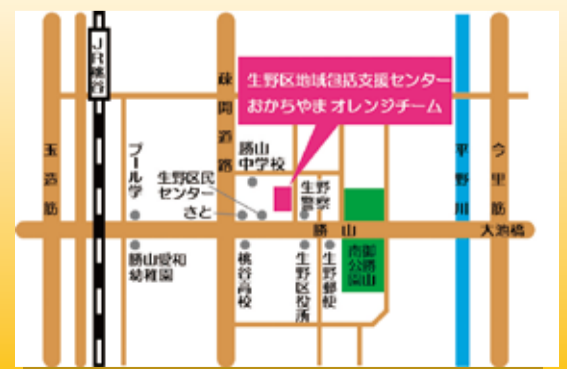 JR桃谷
生野区地域包括支援センター
おかちやま オレンジチーム
疎開道路
玉造筋
プール学
勝山
中学校
生野区民
センター
さと
生野
警察
平野川
今里筋
勝山
大池橋
勝山愛和
幼稚園
桃谷高校
生野区役所
生野郵便
南御
公勝
園山